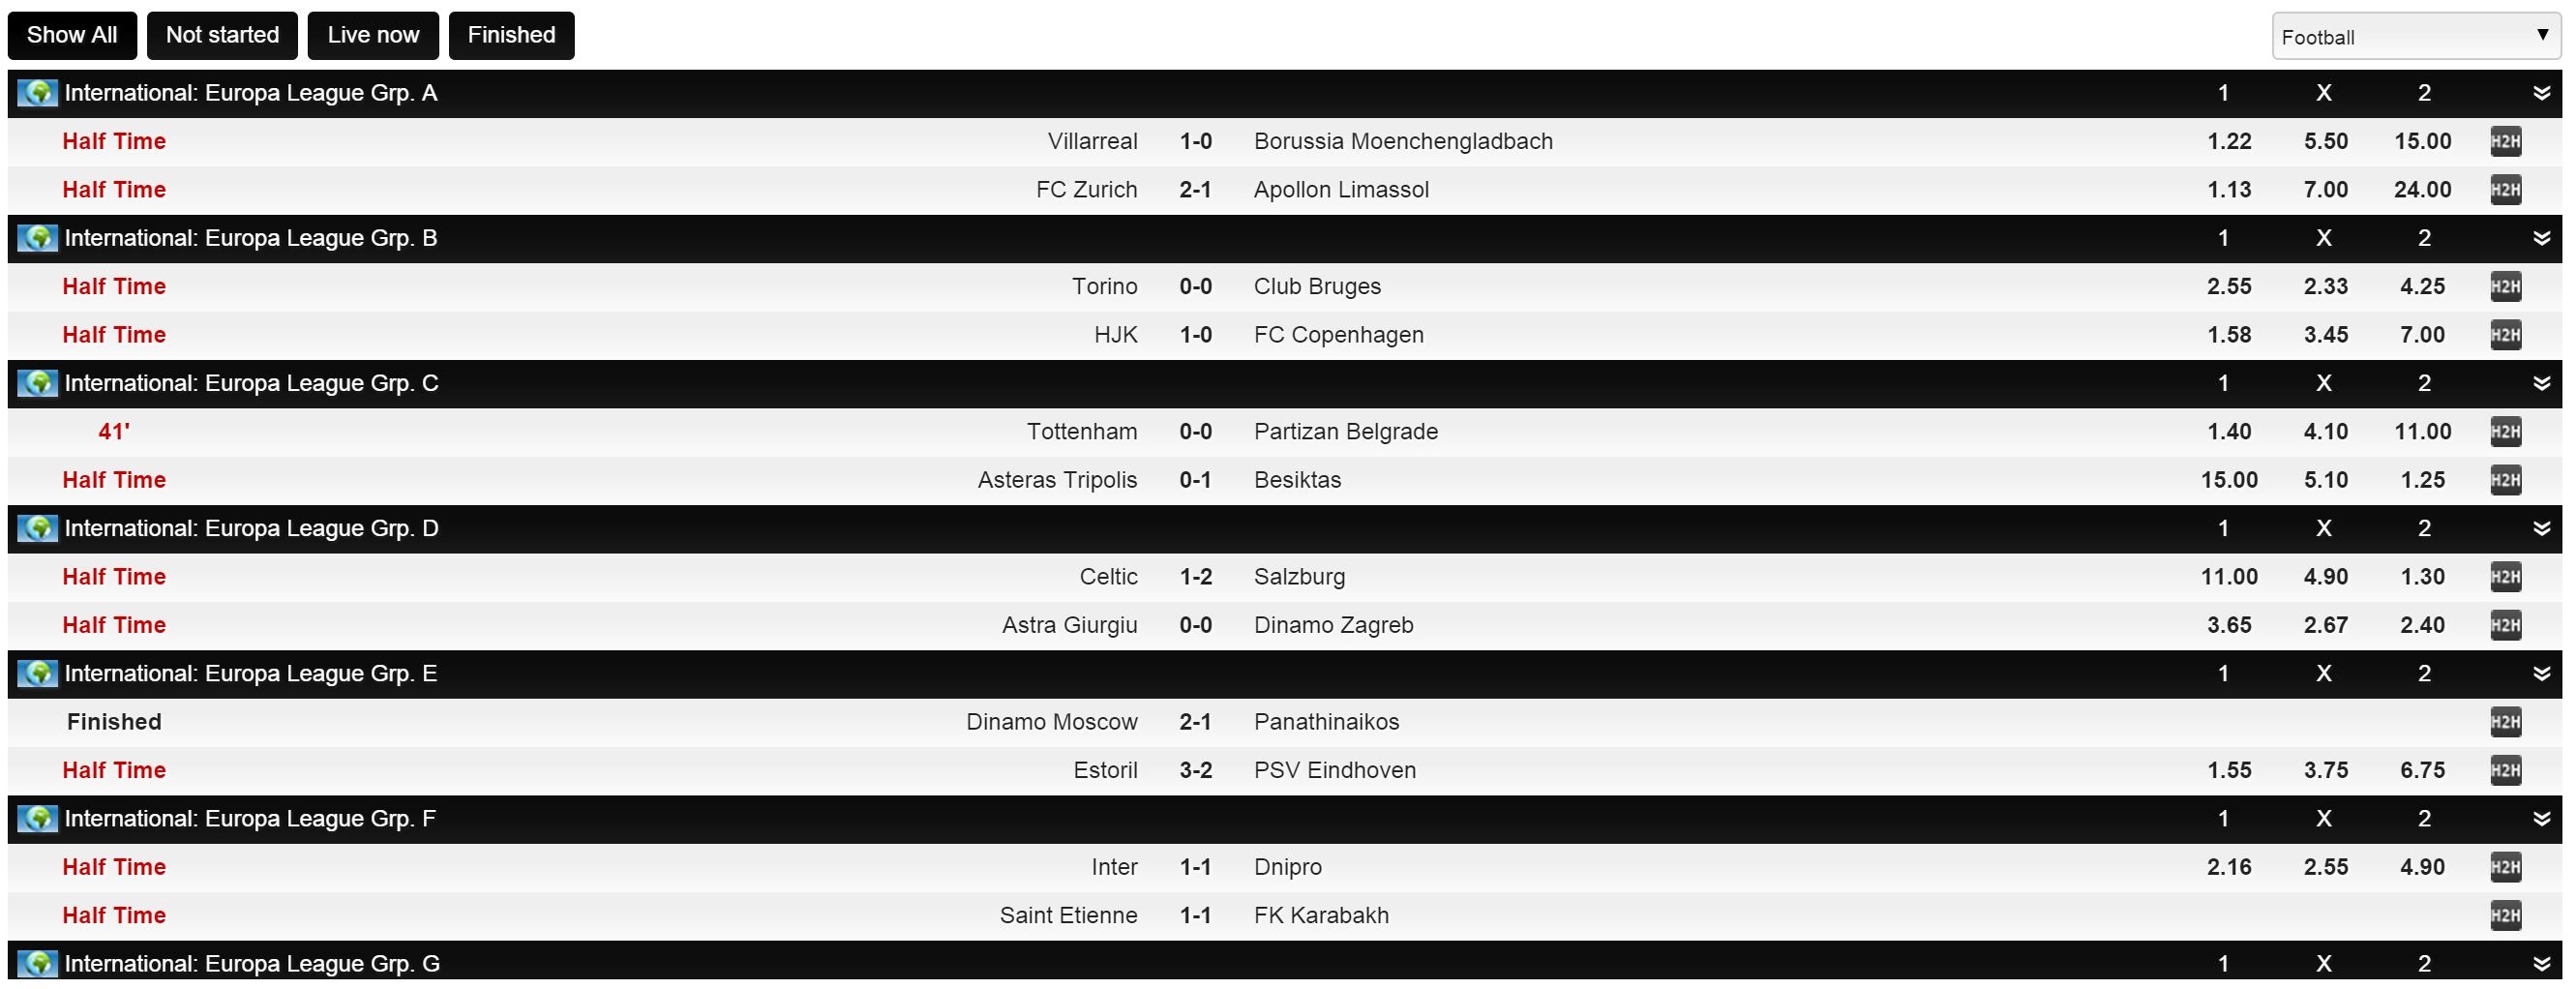 Show All Not started Live now Finished Football
International: Europa League Grp. A 1 X 2
Half Time Villarreal 1-0 Borussia Moenchengladbach 1.22 5.50 15.00 H2H
Half Time FC Zurich 2-1 Apollon Limassol 1.13 7.00 24.00 H2H
International: Europa League Grp. B 1 X 2
Half Time Torino 0-0 Club Bruges 2.55 2.33 4.25 H2H
Half Time HJK 1-0 FC Copenhagen 1.58 3.45 7.00 H2H
International: Europa League Grp. C 1 X 2
41' Tottenham 0-0 Partizan Belgrade 1.40 4.10 11.00 H2H
Half Time Asteras Tripolis 0-1 Besiktas 15.00 5.10 1.25 H2H
International: Europa League Grp. D 1 X 2
Half Time Celtic 1-2 Salzburg 11.00 4.90 1.30 H2H
Half Time Astra Giurgiu 0-0 Dinamo Zagreb 3.65 2.67 2.40 H2H
International: Europa League Grp. E 1 X 2
Finished Dinamo Moscow 2-1 Panathinaikos H2H
Half Time Estoril 3-2 PSV Eindhoven 1.55 3.75 6.75 H2H
International: Europa League Grp. F 1 X 2
Half Time Inter 1-1 Dnipro 2.16 2.55 4.90 H2H
Half Time Saint Etienne 1-1 FK Karabakh H2H
International: Europa League Grp. G 1 X 2